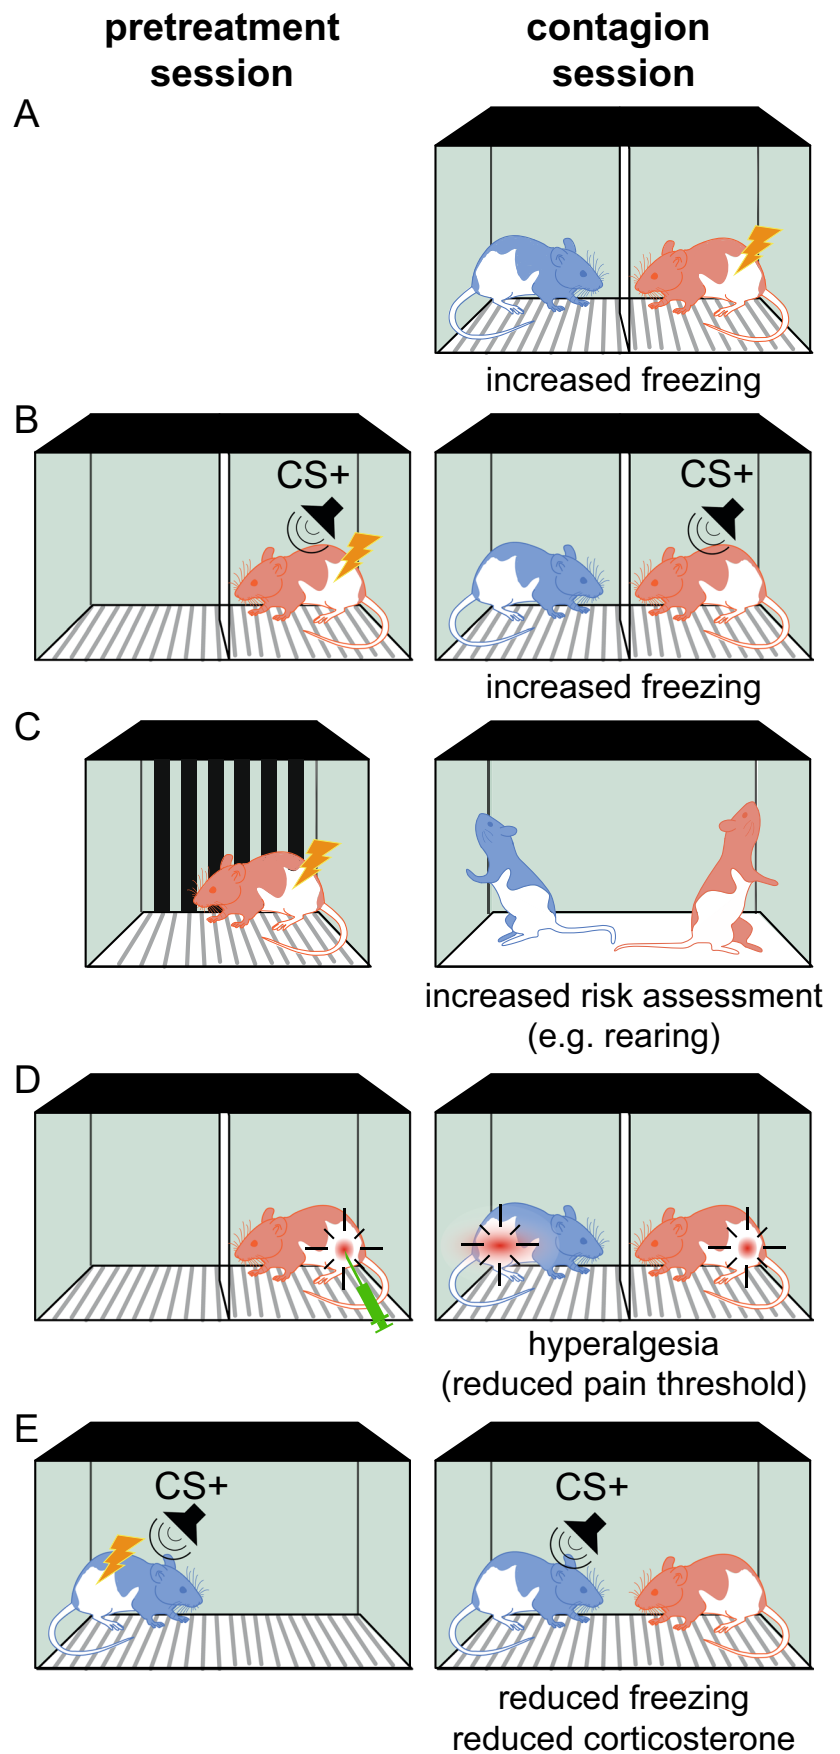 pretreatment
session
contagion
session
A
increased freezing
B
CS+
CS+
increased freezing
C
increased risk assessment
(e.g. rearing)
D
hyperalgesia
(reduced pain threshold)
E
CS+
CS+
reduced freezing
reduced corticosterone